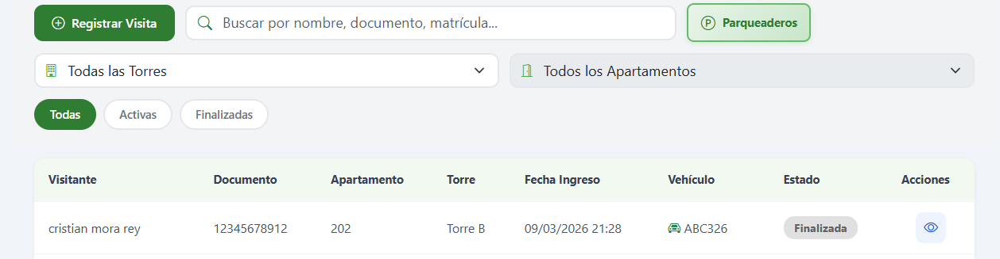 Registrar Visita Buscar por nombre, documento, matrícula... Parqueaderos
Todas las Torres Todos los Apartamentos
Todas Activas Finalizadas
Visitante Documento Apartamento Torre Fecha Ingreso Vehículo Estado Acciones
cristian mora rey 12345678912 202 Torre B 09/03/2026 21:28 ABC326 Finalizada